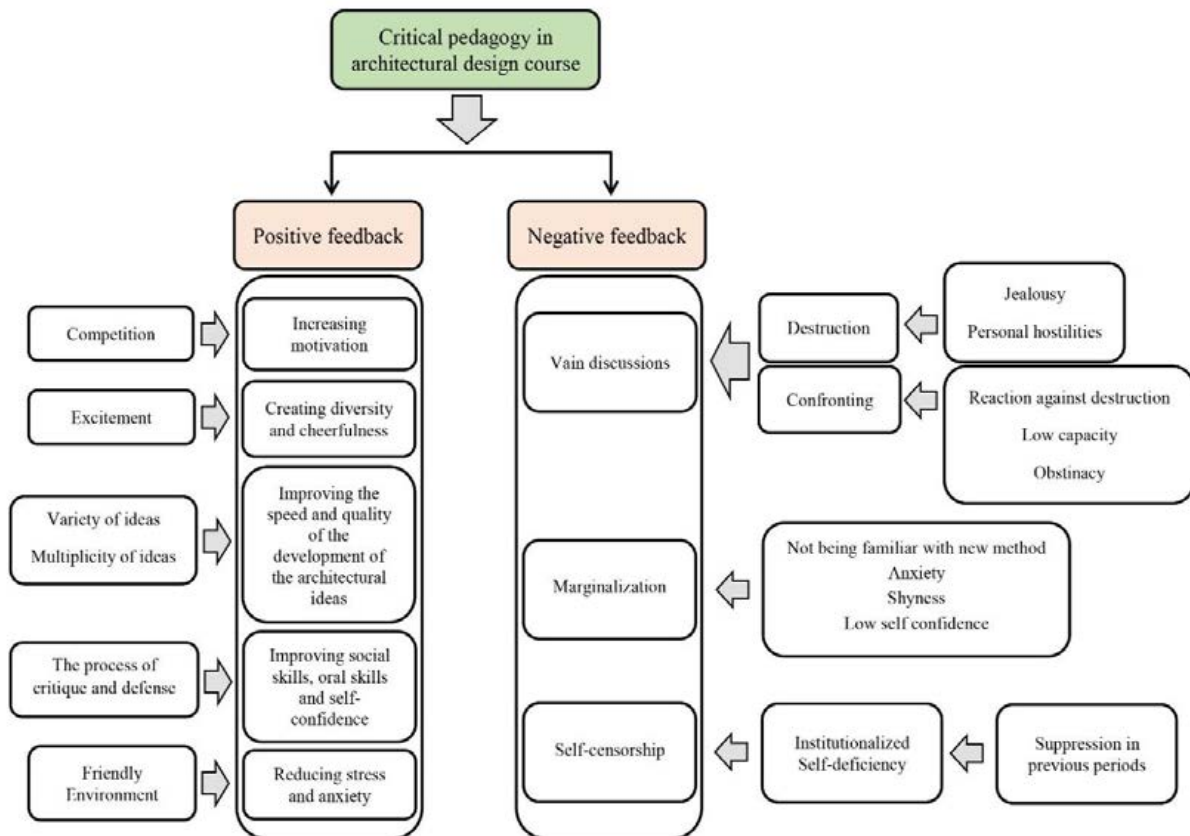 Critical pedagogy in
architectural design course
Positive feedback
Negative feedback
Competition
Increasing
motivation
Excitement
Creating diversity
and cheerfulness
Variety of ideas
Multiplicity of ideas
Improving the
speed and quality
of the
development of
the architectural
ideas
The process of
critique and defense
Improving social
skills, oral skills
and self-
confidence
Friendly
Environment
Reducing stress
and anxiety
Vain discussions
Destruction
Jealousy
Personal hostilities
Confronting
Reaction against destruction
Low capacity
Obstinacy
Marginalization
Not being familiar with new method
Anxiety
Shyness
Low self confidence
Self-censorship
Institutionalized
Self-deficiency
Suppression in
previous periods